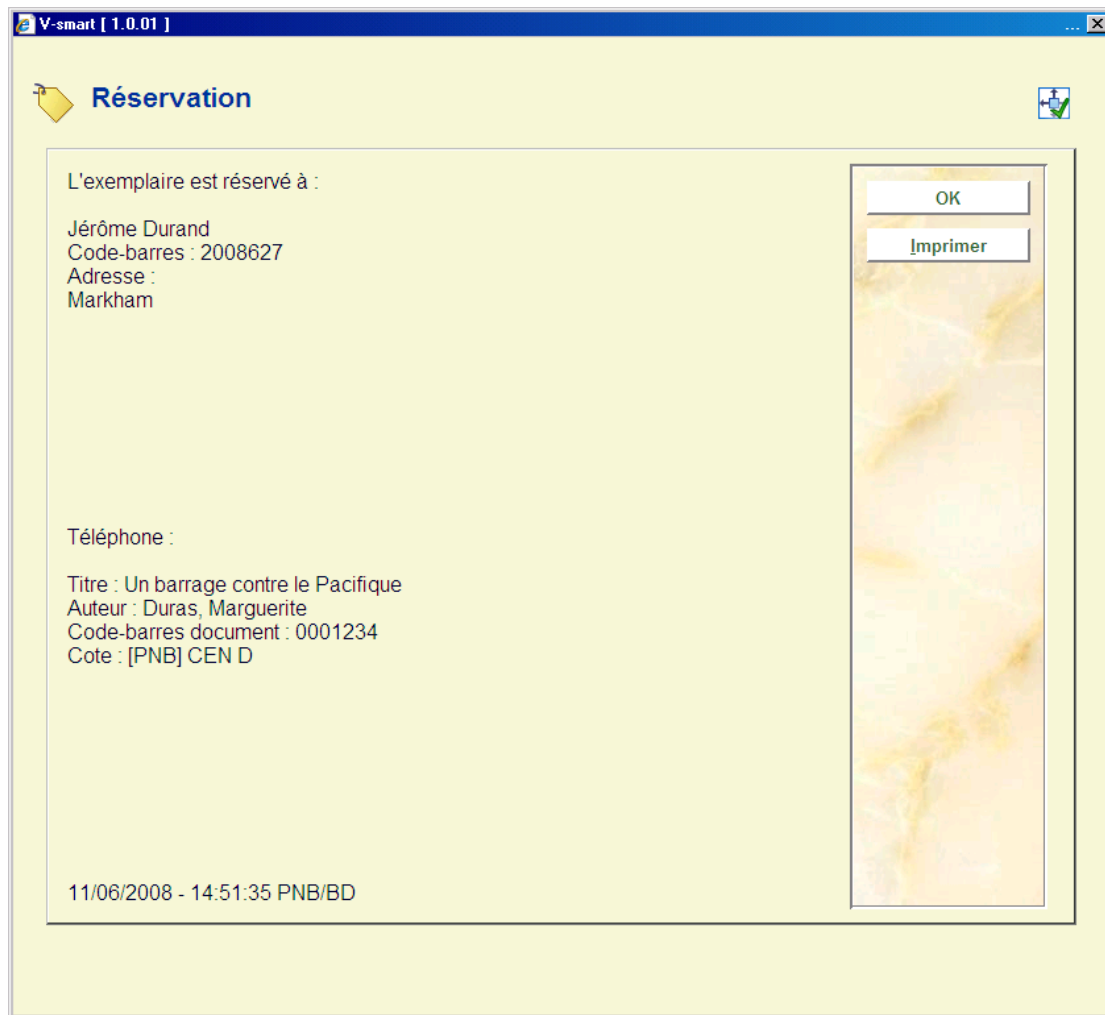 V-smart [ 1.0.01 ]
...
Réservation
L'exemplaire est réservé à :
OK
Jérôme Durand
Code-barres : 2008627
Imprimer
Adresse :
Markham
Téléphone :
Titre : Un barrage contre le Pacifique
Auteur : Duras, Marguerite
Code-barres document : 0001234
Cote : [PNB] CEN D
11/06/2008 - 14:51:35 PNB/BD